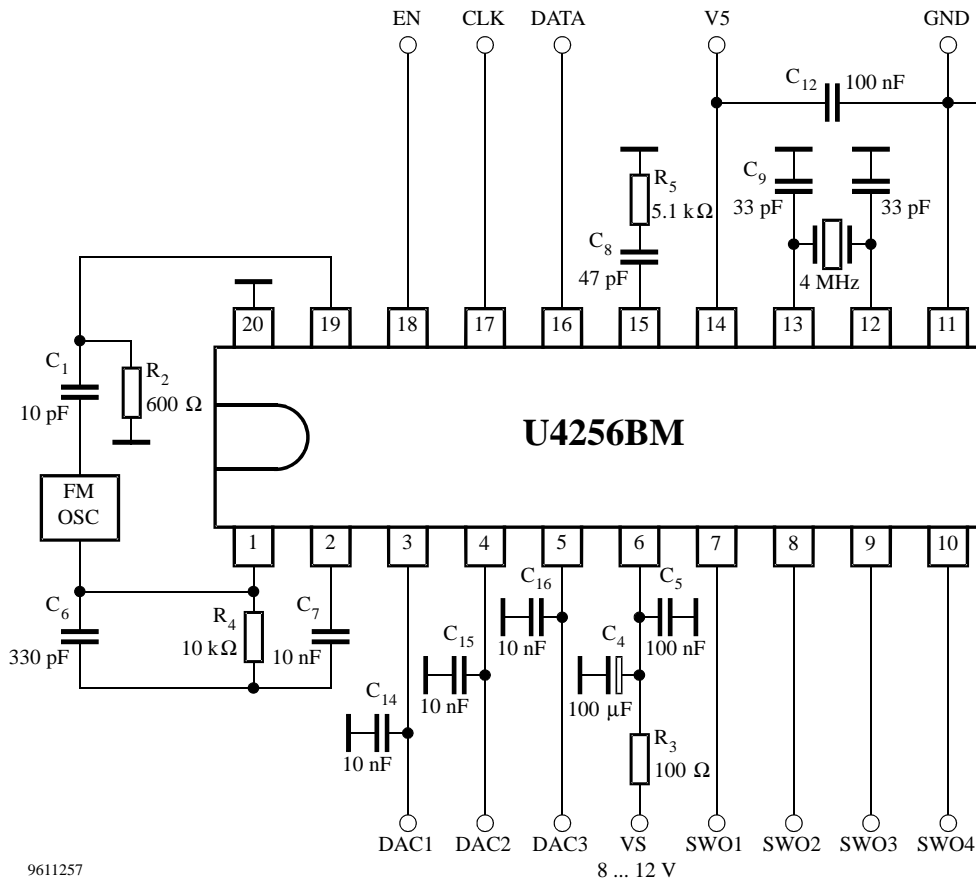 EN CLK DATA V5 GND
C12 100 nF
R5 C9
5.1 kΩ 33 pF 33 pF
C8
47 pF 4 MHz
20 19 18 17 16 15 14 13 12 11
C1 R2
10 pF 600 Ω
U4256BM
FM
OSC
1 2 3 4 5 6 7 8 9 10
C6 R4 C7 C15 C16 C4 C5
330 pF 10 kΩ 10 nF 10 nF 10 nF 100 µF 100 nF
C14 R3
10 nF 100 Ω
DAC1 DAC2 DAC3 VS SWO1 SWO2 SWO3 SWO4
9611257 8 ... 12 V